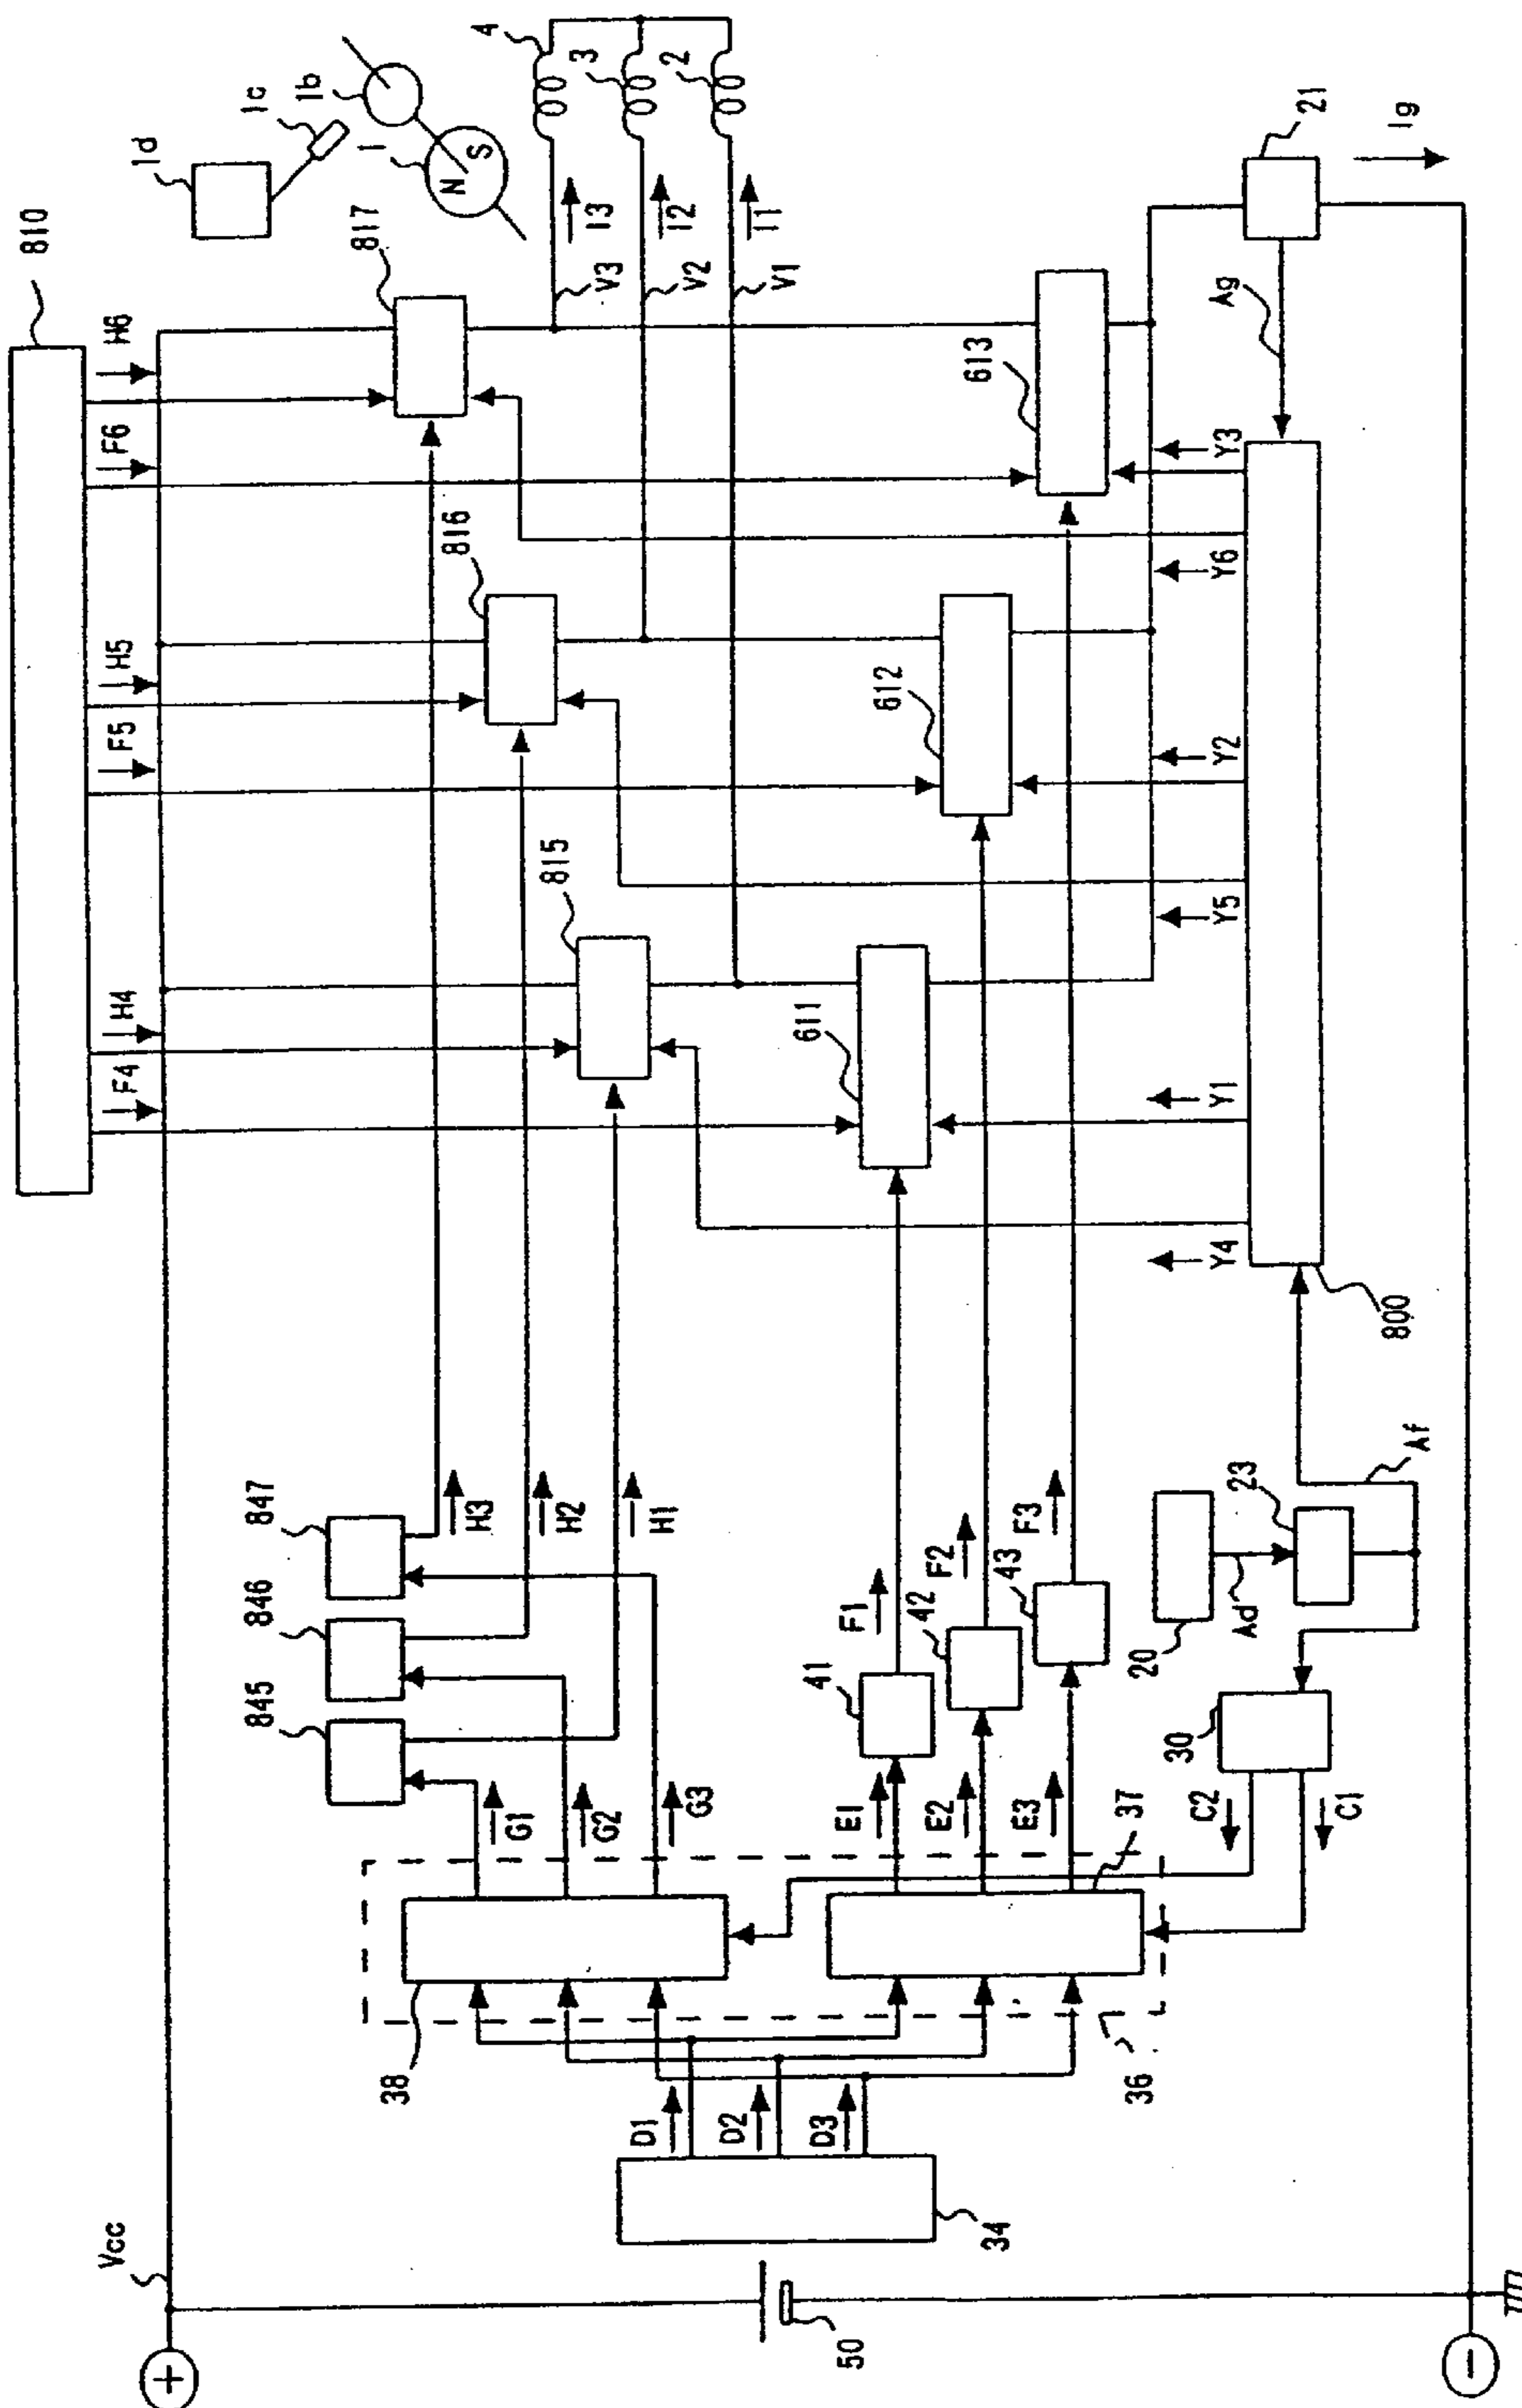 810
F4
H4
F5
H5
F6
H6
1d
1c
1b
1
N
S
817
816
815
4
3
2
V3
I3
V2
I2
V1
I1
Vcc
+
845
846
847
H3
H2
H1
G1
G2
G3
38
36
37
D1
D2
D3
34
50
E1
E2
E3
41
42
43
F1
F2
F3
611
612
613
Y4
Y1
Y5
Y2
Y6
Y3
Ag
21
Ig
800
20
Ad
23
Af
30
C2
C1
−